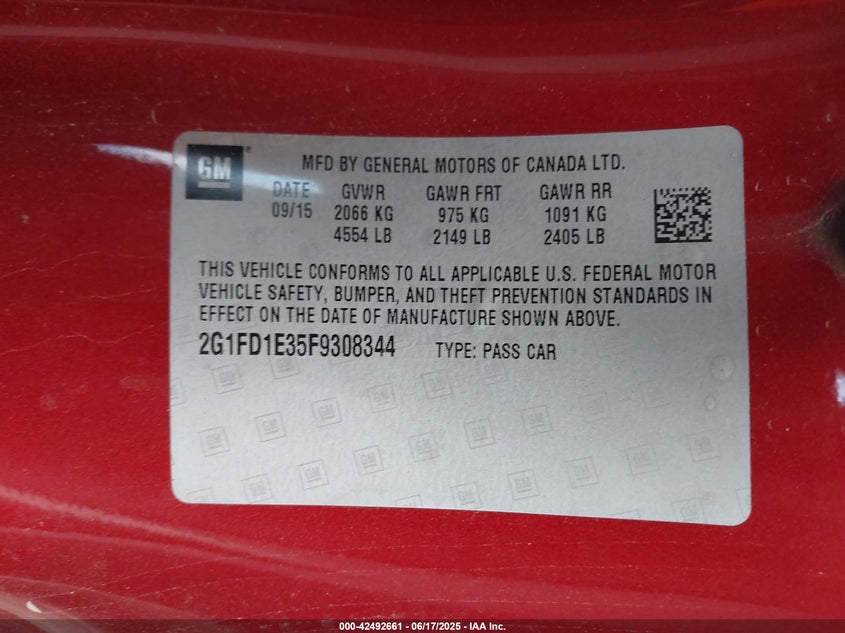 GM ®
MFD BY GENERAL MOTORS OF CANADA LTD.
DATE GVWR GAWR FRT GAWR RR
09/15 2066 KG 975 KG 1091 KG
4554 LB 2149 LB 2405 LB
THIS VEHICLE CONFORMS TO ALL APPLICABLE U.S. FEDERAL MOTOR
VEHICLE SAFETY, BUMPER, AND THEFT PREVENTION STANDARDS IN
EFFECT ON THE DATE OF MANUFACTURE SHOWN ABOVE.
2G1FD1E35F9308344 TYPE: PASS CAR
000-42492661 - 06/17/2025 - IAA Inc.